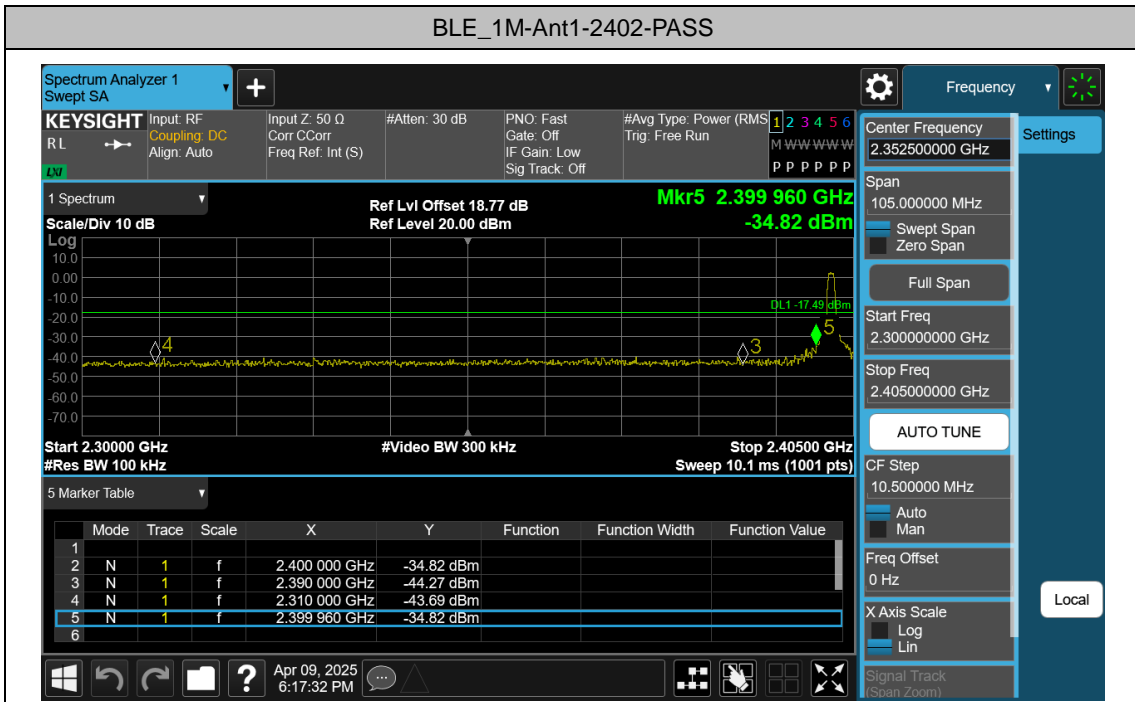 BLE_1M-Ant1-2402-PASS
Spectrum Analyzer 1
Swept SA
+
Frequency
KEYSIGHT
RL
LXI
Input: RF
Coupling: DC
Align: Auto
Input Z: 50 Ω
Corr CCorr
Freq Ref: Int (S)
#Atten: 30 dB
PNO: Fast
Gate: Off
IF Gain: Low
Sig Track: Off
#Avg Type: Power (RMS
Trig: Free Run
1 2 3 4 5 6
M W W W W W
P P P P P P
1 Spectrum
Scale/Div 10 dB
Ref Lvl Offset 18.77 dB
Ref Level 20.00 dBm
Mkr5 2.399 960 GHz
-34.82 dBm
Log
10.0
0.00
-10.0
-20.0
-30.0
-40.0
-50.0
-60.0
-70.0
DL1 -17.49 dBm
4
3
5
Start 2.30000 GHz
#Video BW 300 kHz
Stop 2.40500 GHz
#Res BW 100 kHz
Sweep 10.1 ms (1001 pts)
5 Marker Table
Mode Trace Scale X Y Function Function Width Function Value
1
2 N 1 f 2.400 000 GHz -34.82 dBm
3 N 1 f 2.390 000 GHz -44.27 dBm
4 N 1 f 2.310 000 GHz -43.69 dBm
5 N 1 f 2.399 960 GHz -34.82 dBm
6
Center Frequency
2.352500000 GHz
Span
105.000000 MHz
Swept Span
Zero Span
Full Span
Start Freq
2.300000000 GHz
Stop Freq
2.405000000 GHz
AUTO TUNE
CF Step
10.500000 MHz
Auto
Man
Freq Offset
0 Hz
X Axis Scale
Log
Lin
Signal Track
(Span Zoom)
Settings
Local
?
Apr 09, 2025
6:17:32 PM